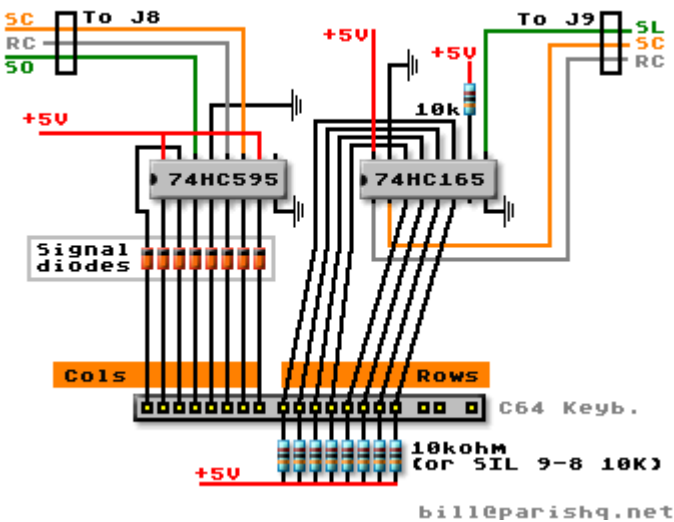 SC
RC
SO
To J8
+5V
+5V
To J9
SL
SC
RC
+5V
10k
74HC595
74HC165
Signal
diodes
Cols
Rows
C64 Keyb.
10kohm
(or SIL 9-8 10K)
+5V
bill@parishq.net